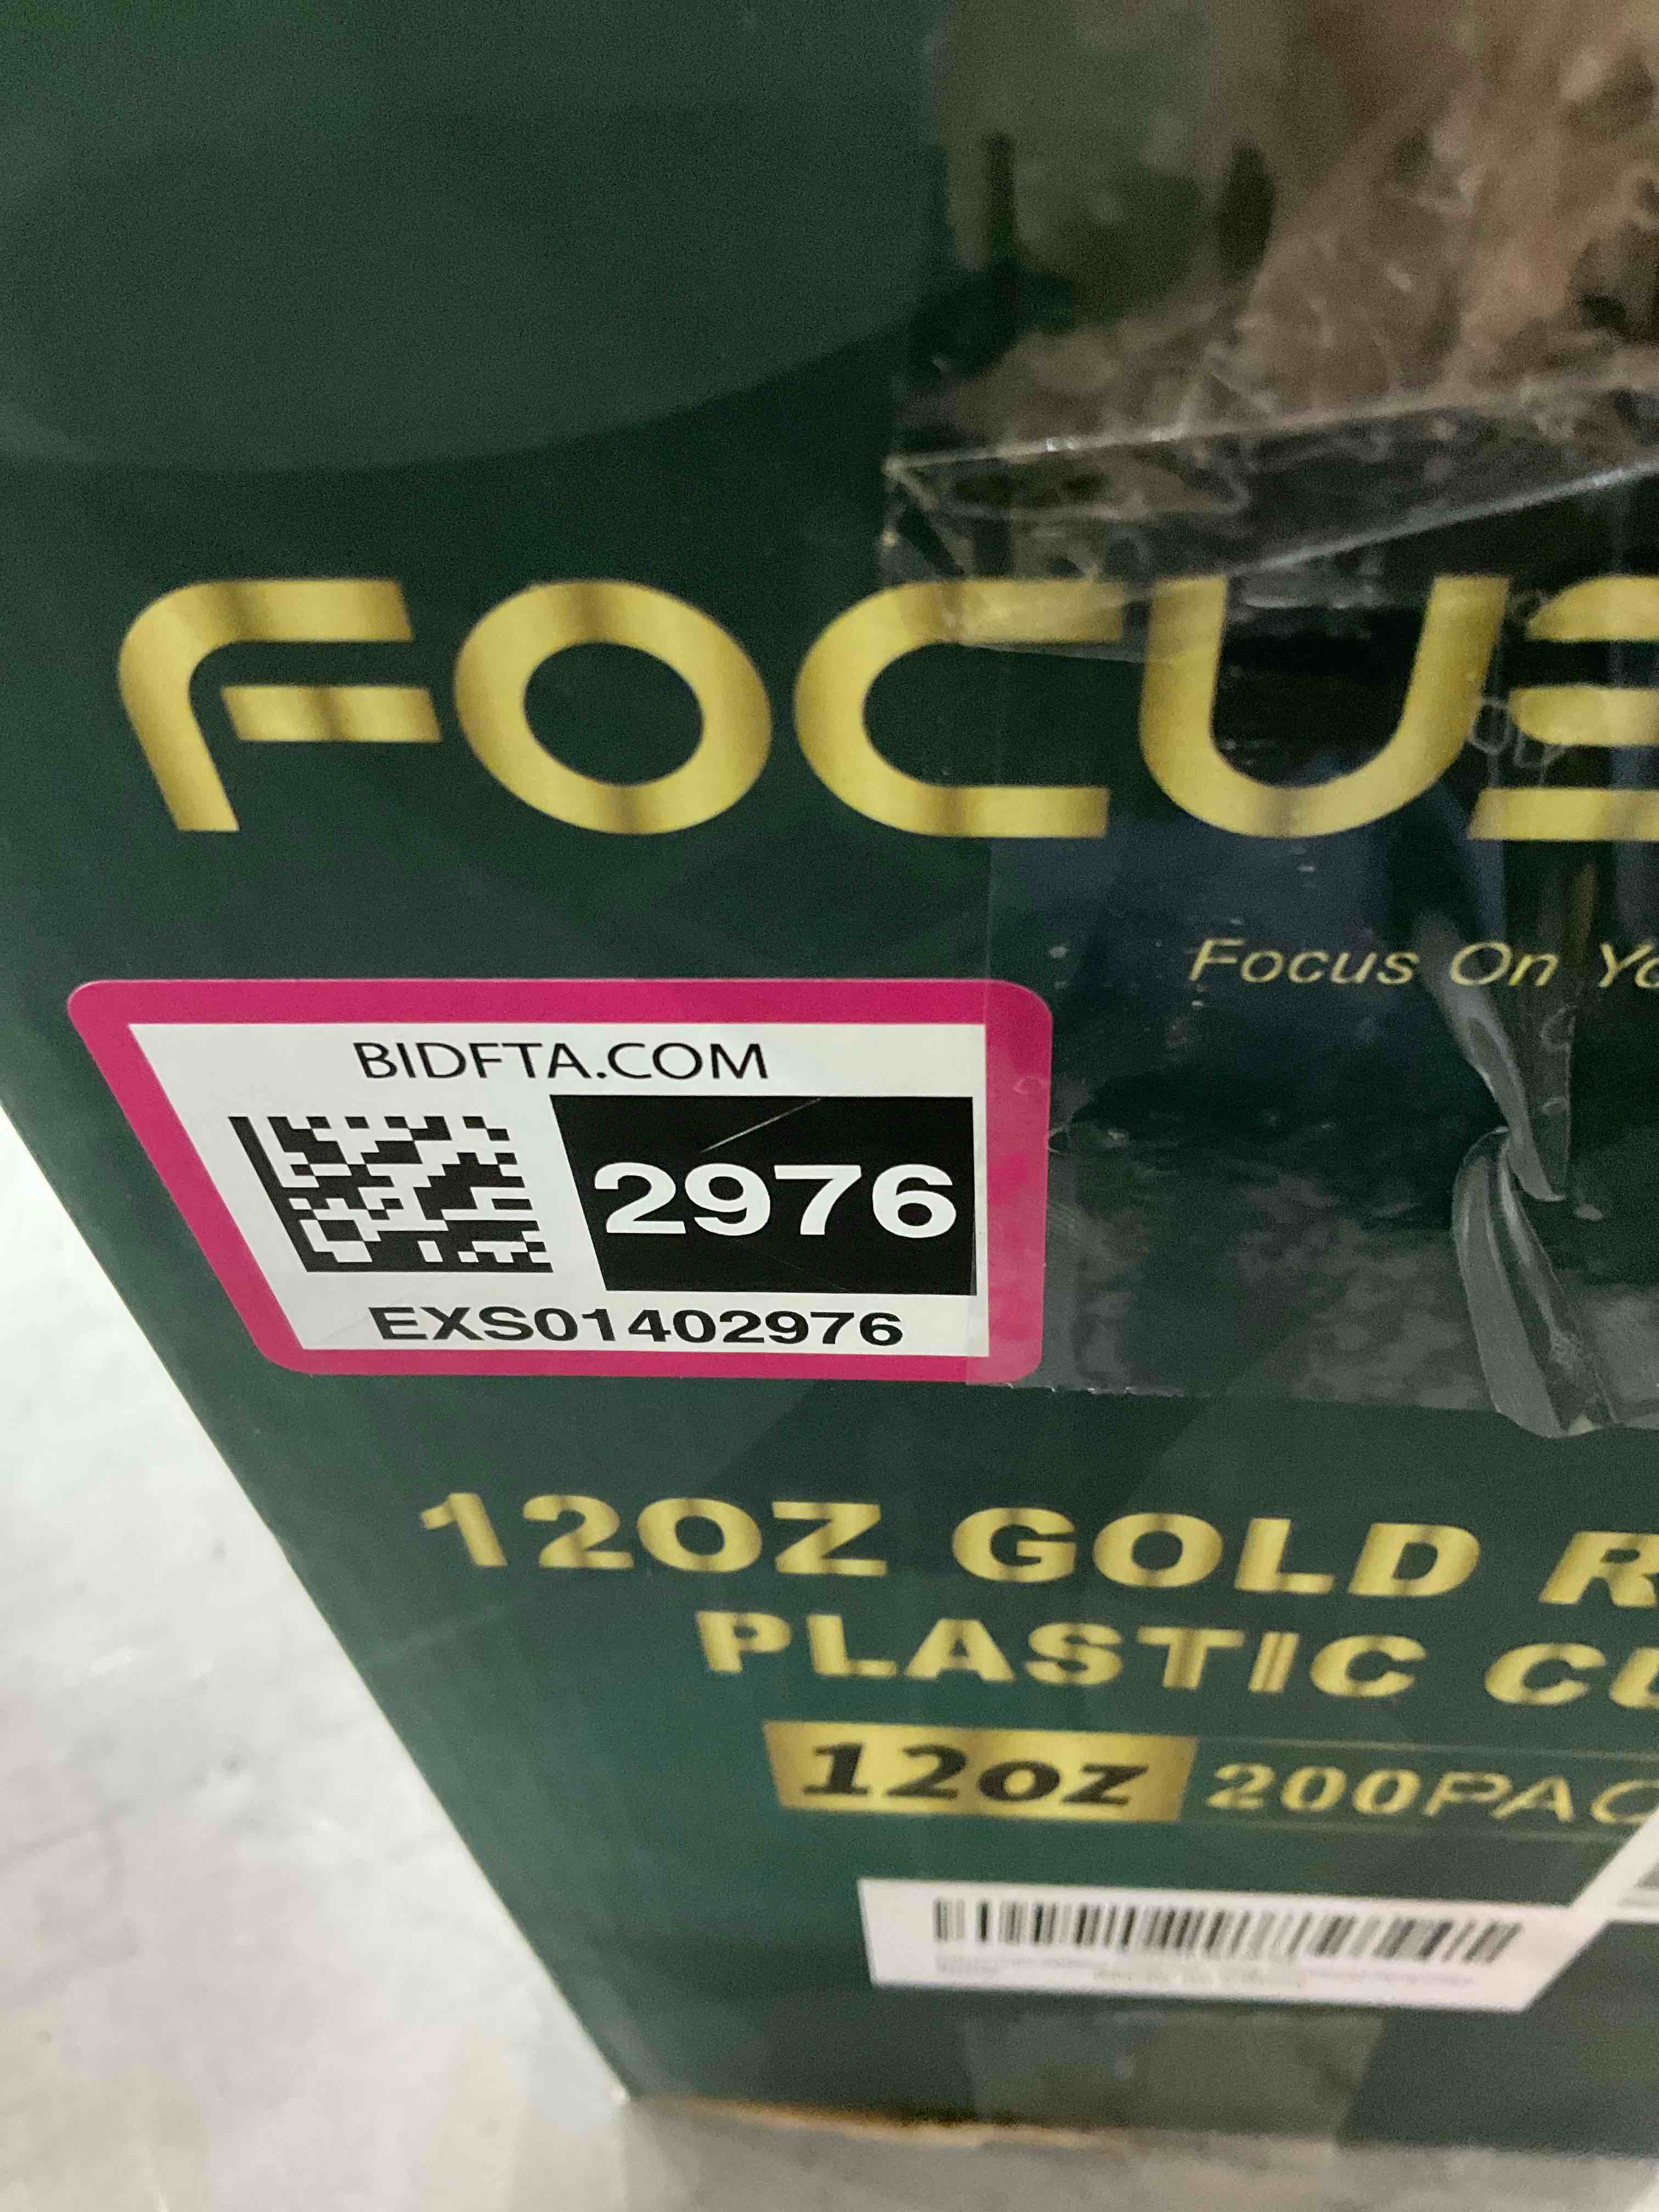 FOCUS
Focus On Yo
BIDFTA.COM
2976
EXS01402976
12OZ GOLD R
PLASTIC CU
12oz 200PAC